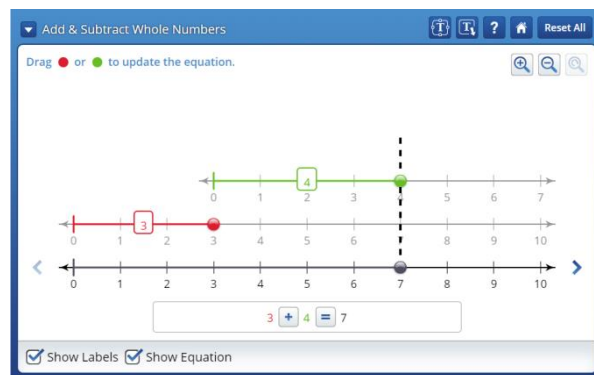 Add & Subtract Whole Numbers T T ? Reset All
Drag or to update the equation.
4
0 1 2 3 4 5 6 7
3
0 1 2 3 4 5 6 7 8 9 10
0 1 2 3 4 5 6 7 8 9 10
3 + 4 = 7
Show Labels Show Equation